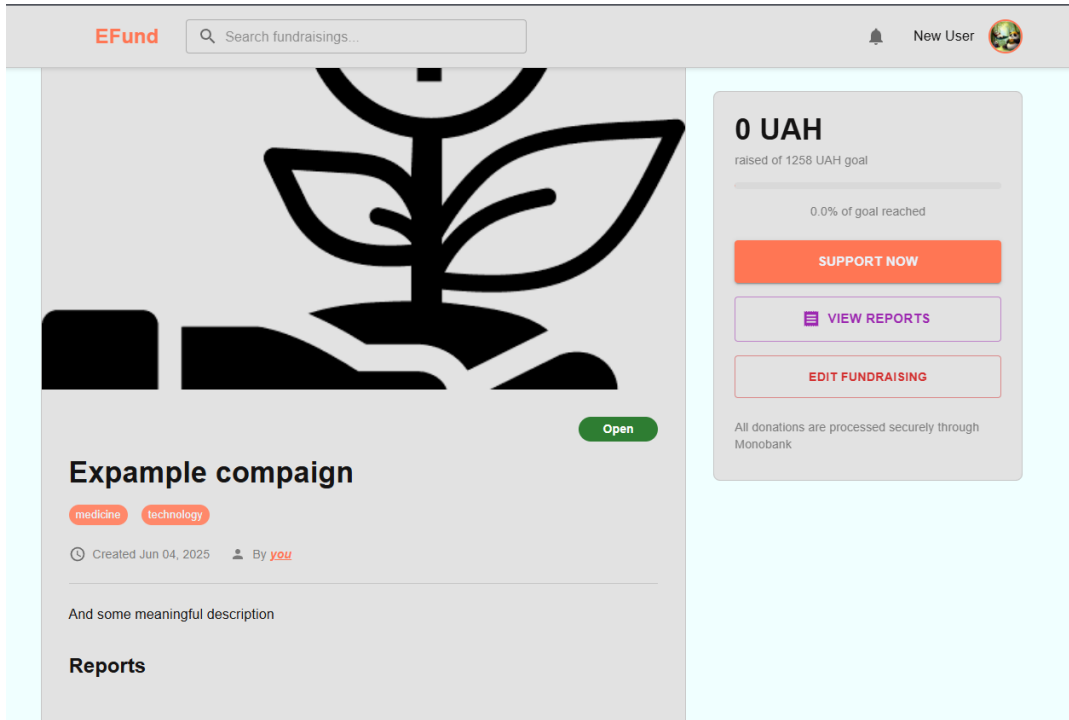 EFund
Search fundraisings...
New User
0 UAH
raised of 1258 UAH goal
0.0% of goal reached
SUPPORT NOW
VIEW REPORTS
EDIT FUNDRAISING
All donations are processed securely through
Monobank
Open
Expample compaign
medicine technology
Created Jun 04, 2025 By you
And some meaningful description
Reports